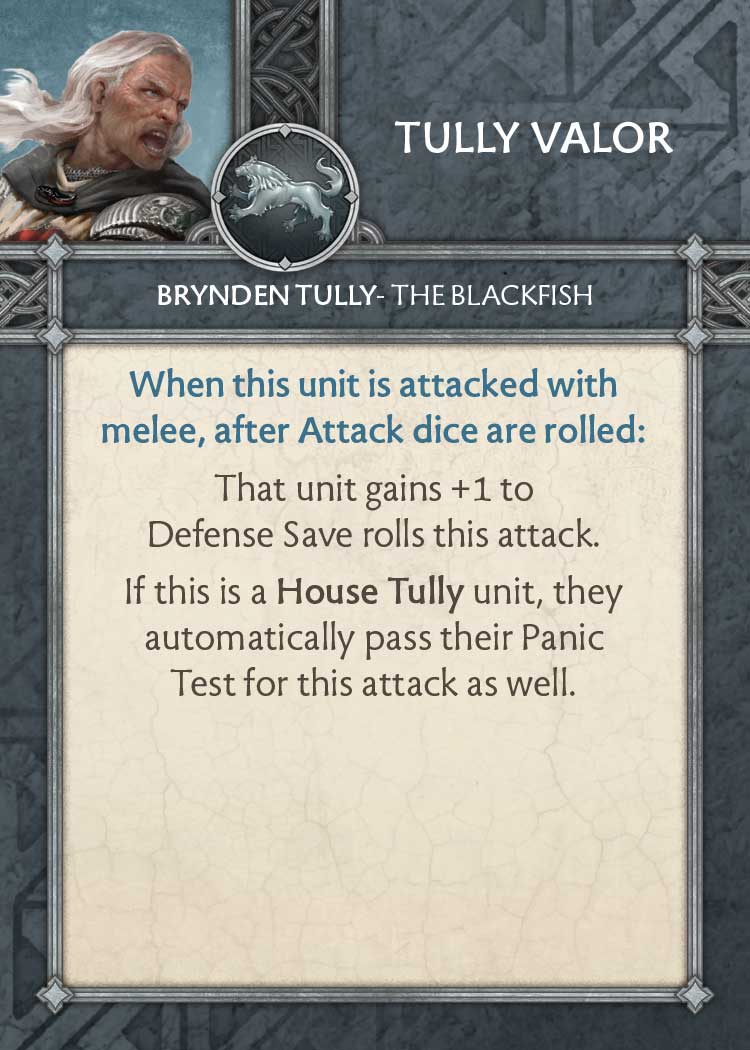 TULLY VALOR
BRYNDEN TULLY- THE BLACKFISH
When this unit is attacked with
melee, after Attack dice are rolled:
That unit gains +1 to
Defense Save rolls this attack.
If this is a House Tully unit, they
automatically pass their Panic
Test for this attack as well.